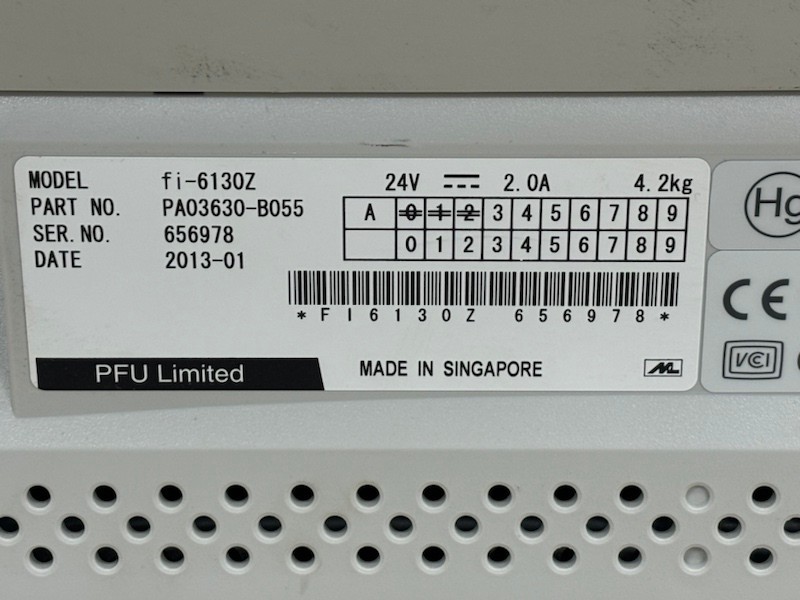 MODEL fi-6130Z 24V ⎓ 2.0A 4.2kg
PART NO. PA03630-B055
SER.NO. 656978
DATE 2013-01
A 0 1 2 3 4 5 6 7 8 9
0 1 2 3 4 5 6 7 8 9
*FI6130Z 656978*
PFU Limited
MADE IN SINGAPORE
Hg
CE
VCI